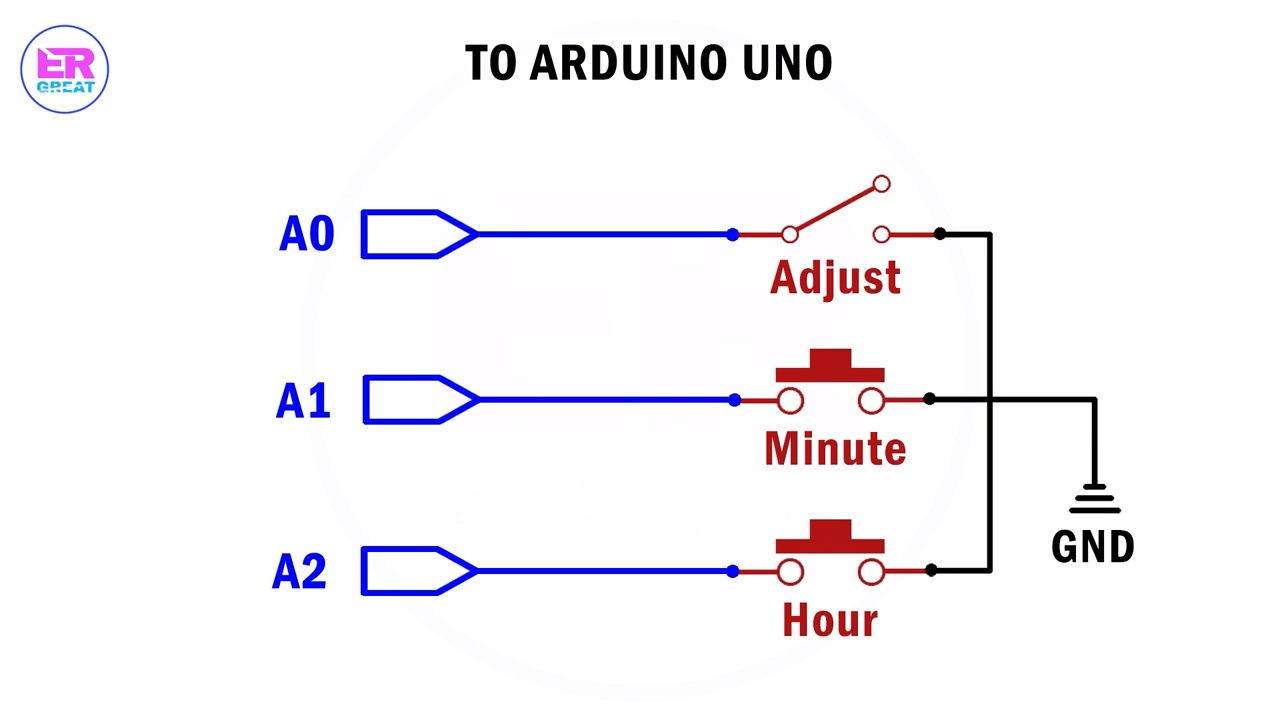 ER
GREAT
TO ARDUINO UNO
A0
Adjust
A1
Minute
GND
A2
Hour